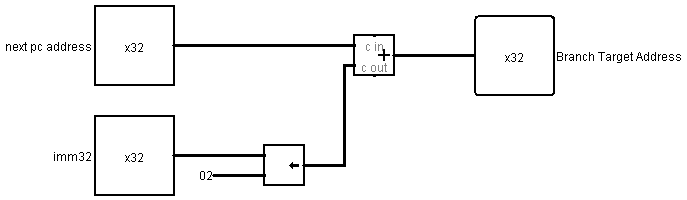 next pc address
x32
c in
+
c out
x32
Branch Target Address
imm32
x32
02